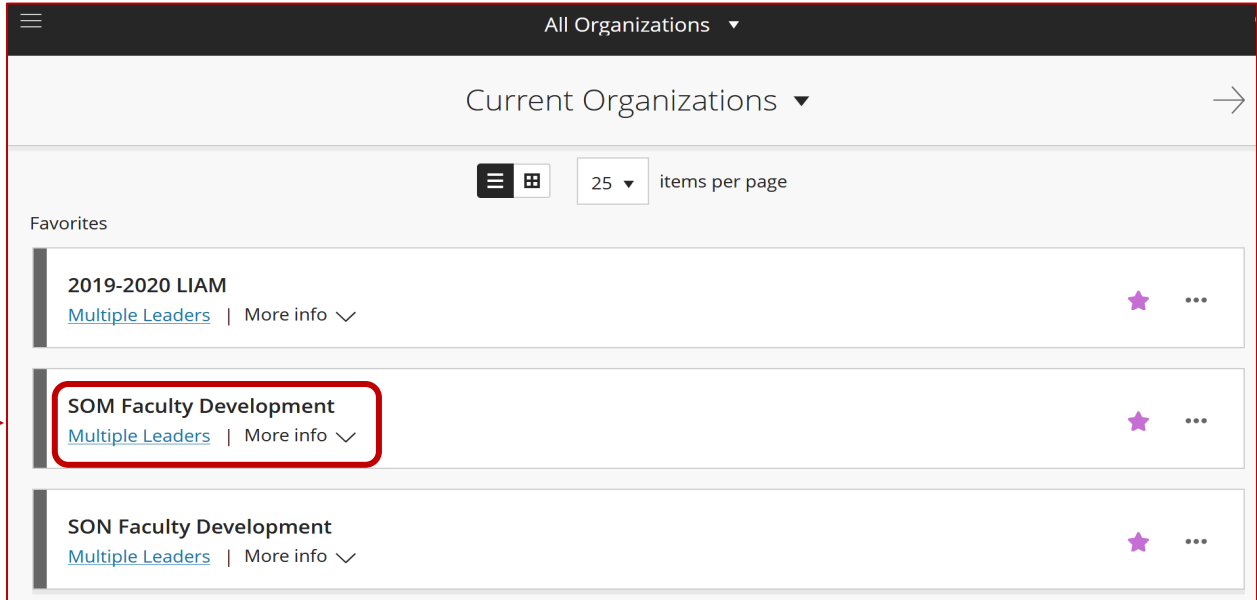 All Organizations
Current Organizations
25 items per page
Favorites
2019-2020 LIAM
Multiple Leaders | More info
SOM Faculty Development
Multiple Leaders | More info
SON Faculty Development
Multiple Leaders | More info